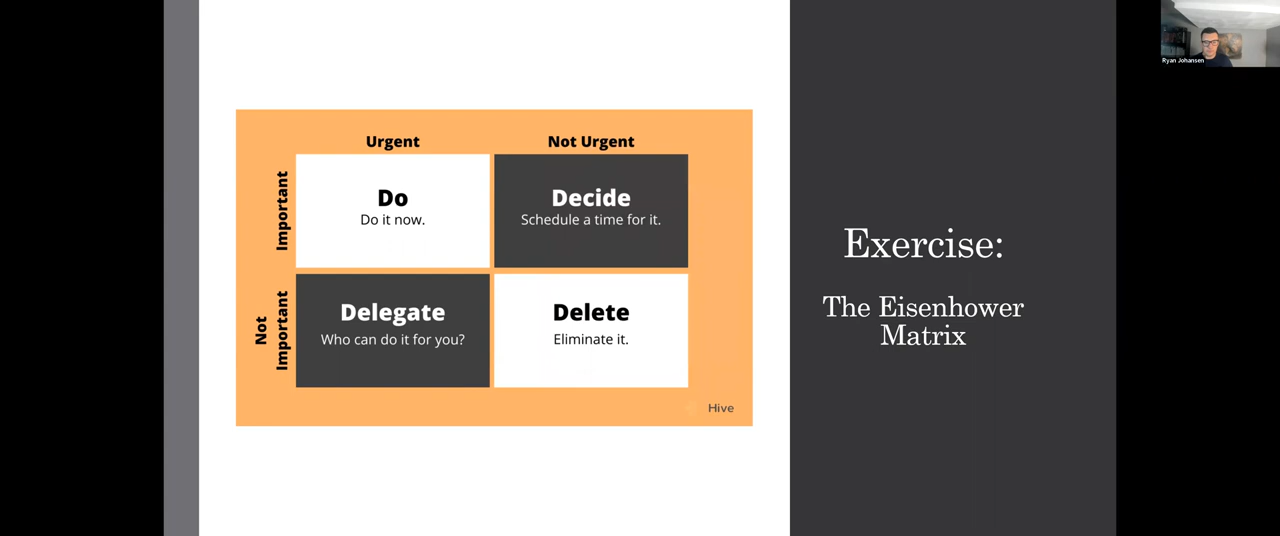 Urgent
Not Urgent
Important
Do
Do it now.
Decide
Schedule a time for it.
Not
Important
Delegate
Who can do it for you?
Delete
Eliminate it.
Hive
Exercise:
The Eisenhower
Matrix
Ryan Johansen